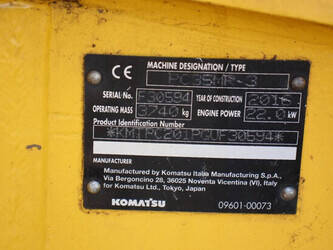 CE MACHINE DESIGNATION / TYPE
PC35MR-3
SERIAL No. F30594 YEAR OF CONSTRUCTION 2016
OPERATING MASS 3740 kg ENGINE POWER 22.0 kW
Product Identification Number
*KMTPC201PGUF30594*
MANUFACTURER
Manufactured by Komatsu Italia Manufacturing S.p.A.
Via Bergoncino 28, 36025 Noventa Vicentina (VI), Italy
for Komatsu Ltd., Tokyo, Japan
KOMATSU 09601-00073